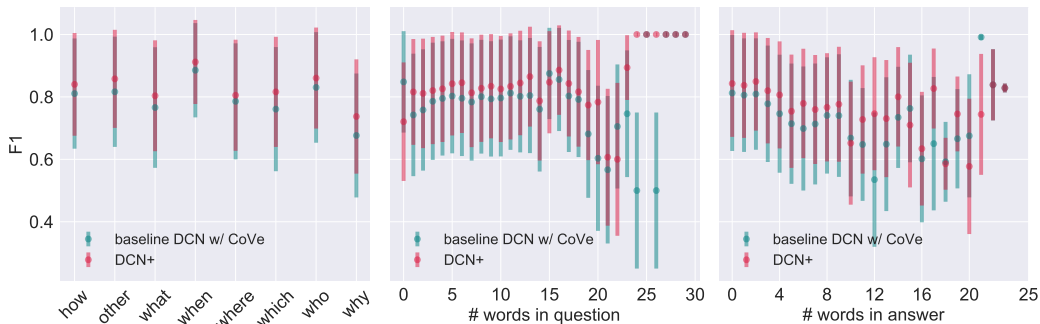 F1
1.0
0.8
0.6
0.4
baseline DCN w/ CoVe
DCN+
how other what when where which who why
baseline DCN w/ CoVe
DCN+
0 5 10 15 20 25 30
# words in question
baseline DCN w/ CoVe
DCN+
0 4 8 12 16 20 25
# words in answer